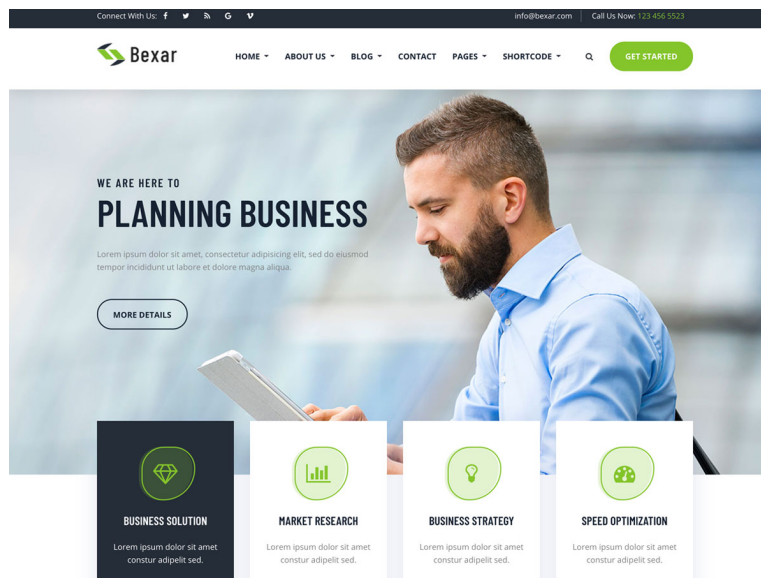 Connect With Us:
info@bexar.com
Call Us Now: 123 456 5523
Bexar
HOME
ABOUT US
BLOG
CONTACT
PAGES
SHORTCODE
GET STARTED
WE ARE HERE TO
PLANNING BUSINESS
Lorem ipsum dolor sit amet, consectetur adipisicing elit, sed do eiusmod
tempor incididunt ut labore et dolore magna aliqua.
MORE DETAILS
BUSINESS SOLUTION
Lorem ipsum dolor sit amet
constur adipelit sed.
MARKET RESEARCH
Lorem ipsum dolor sit amet
constur adipelit sed.
BUSINESS STRATEGY
Lorem ipsum dolor sit amet
constur adipelit sed.
SPEED OPTIMIZATION
Lorem ipsum dolor sit amet
constur adipelit sed.